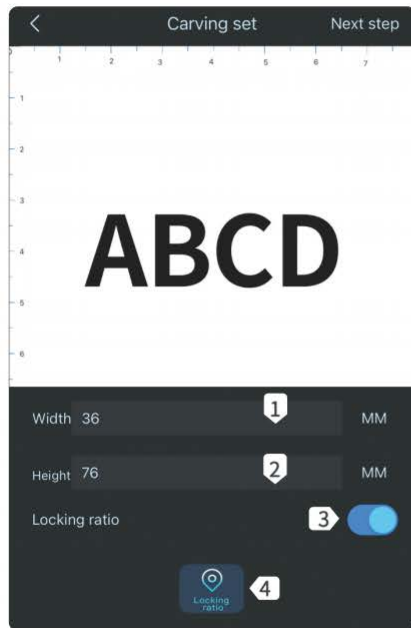 Carving set Next step
1 2 3 4 5 6 7
1
2
3
ABCD
4
5
6
Width 36 1 MM
Height 76 2 MM
Locking ratio 3
Locking
ratio
4